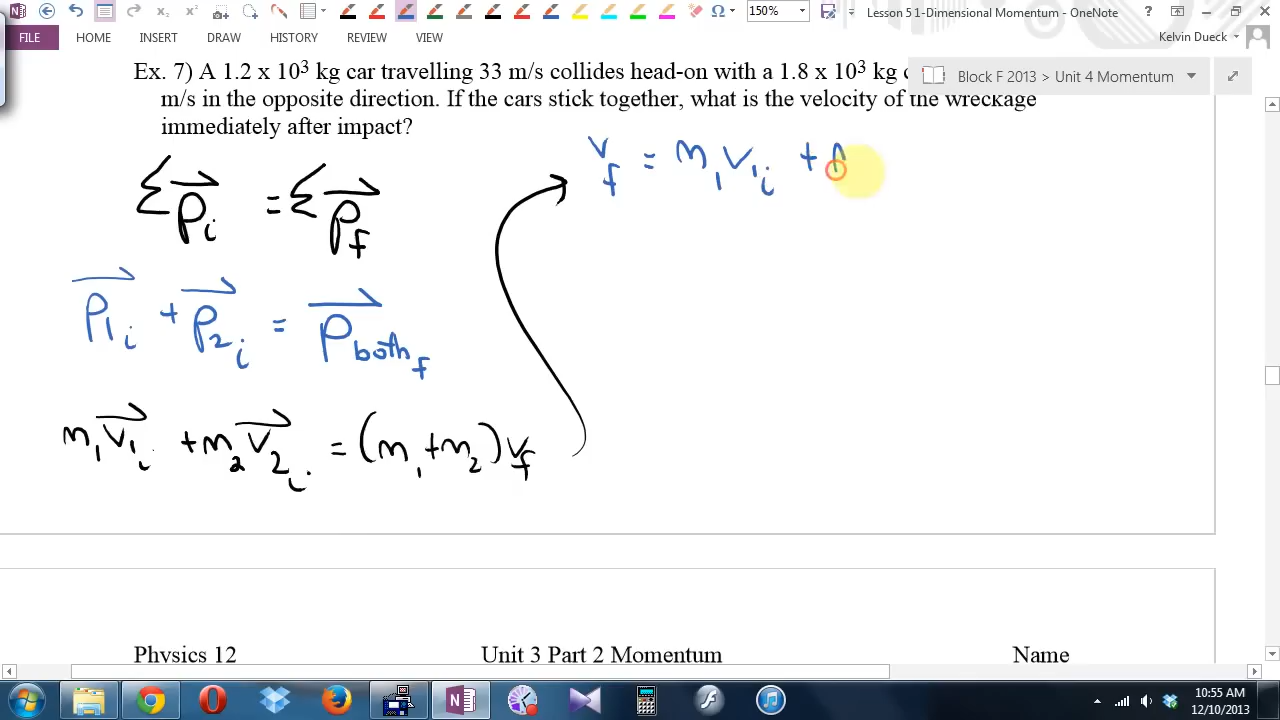 Lesson 5 1-Dimensional Momentum - OneNote
150%
FILE HOME INSERT DRAW HISTORY REVIEW VIEW
Kelvin Dueck
Block F 2013 > Unit 4 Momentum
Ex. 7) A 1.2 x 10³ kg car travelling 33 m/s collides head-on with a 1.8 x 10³ kg
m/s in the opposite direction. If the cars stick together, what is the velocity of the wreckage
immediately after impact?
Σp⃗ᵢ = Σp⃗f
v_f = m₁v₁ᵢ +
p⃗₁ᵢ + p⃗₂ᵢ = p⃗both_f
m₁v⃗₁ᵢ + m₂v⃗₂ᵢ = (m₁+m₂)v_f
Physics 12 Unit 3 Part 2 Momentum Name
10:55 AM
12/10/2013